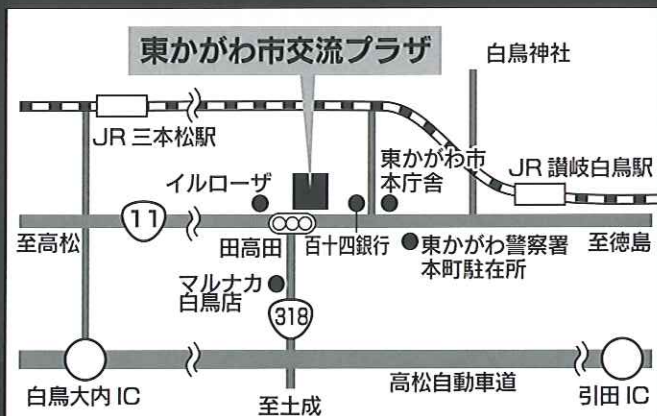 東かがわ市交流プラザ
白鳥神社
JR 三本松駅
東かがわ市
本庁舎
JR 讃岐白鳥駅
イルローザ
11
至高松
田高田
百十四銀行
東かがわ警察署
本町駐在所
至徳島
マルナカ
白鳥店
318
白鳥大内 IC
至土成
高松自動車道
引田 IC